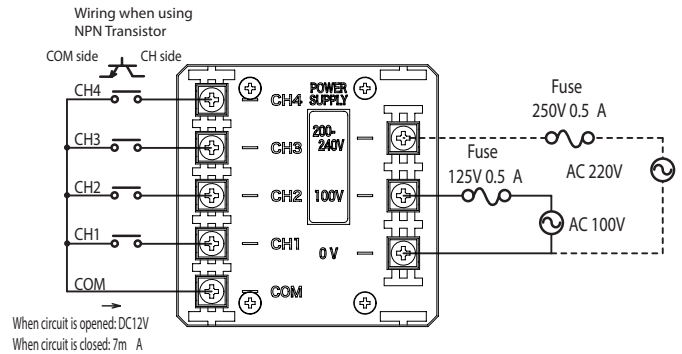 Wiring when using
NPN Transistor
COM side CH side
CH4
CH3
CH2
CH1
COM
When circuit is opened: DC12V
When circuit is closed: 7m A
POWER
SUPPLY
CH4
CH3
CH2
CH1
COM
200-
240V
100V
0 V
Fuse
250V 0.5 A
Fuse
125V 0.5 A
AC 220V
AC 100V